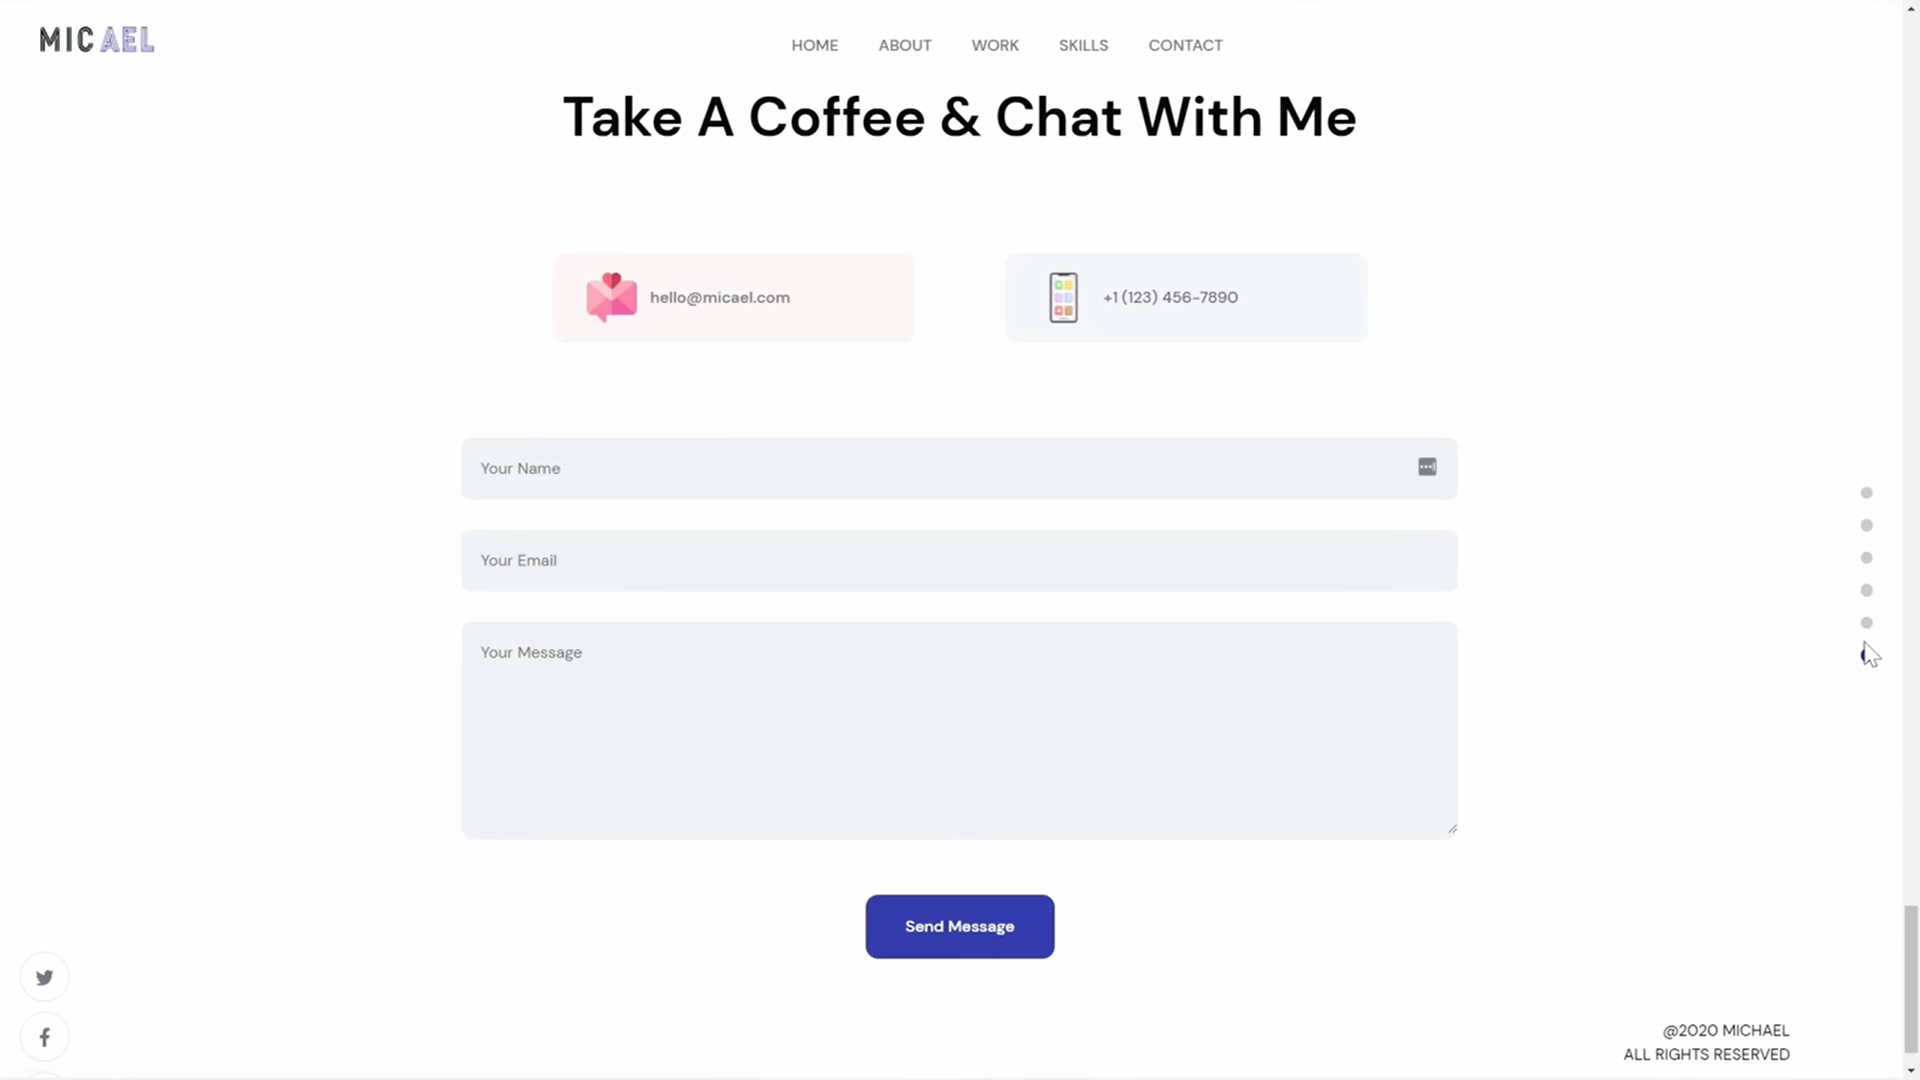 MICAEL
HOME ABOUT WORK SKILLS CONTACT
Take A Coffee & Chat With Me
hello@micael.com
+1 (123) 456-7890
Your Name
Your Email
Your Message
Send Message
@2020 MICHAEL
ALL RIGHTS RESERVED